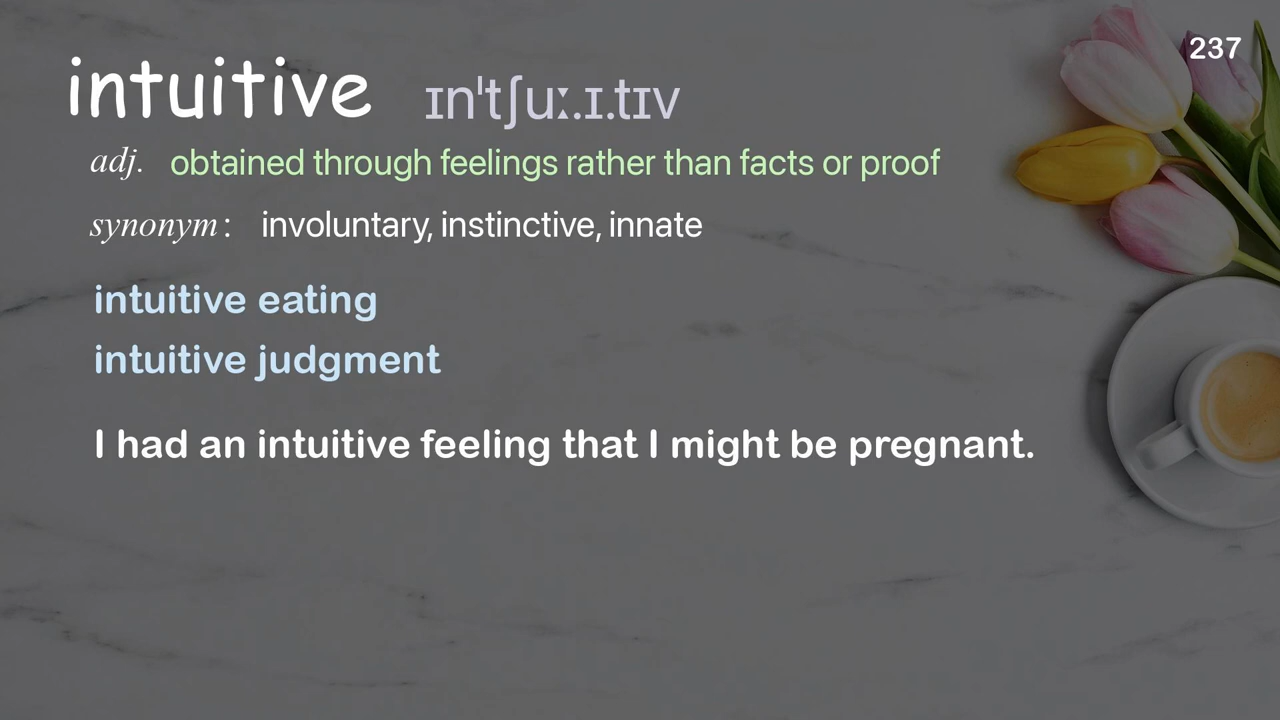 237
intuitive ɪnˈtʃuː.ɪ.tɪv
adj. obtained through feelings rather than facts or proof
synonym: involuntary, instinctive, innate
intuitive eating
intuitive judgment
I had an intuitive feeling that I might be pregnant.